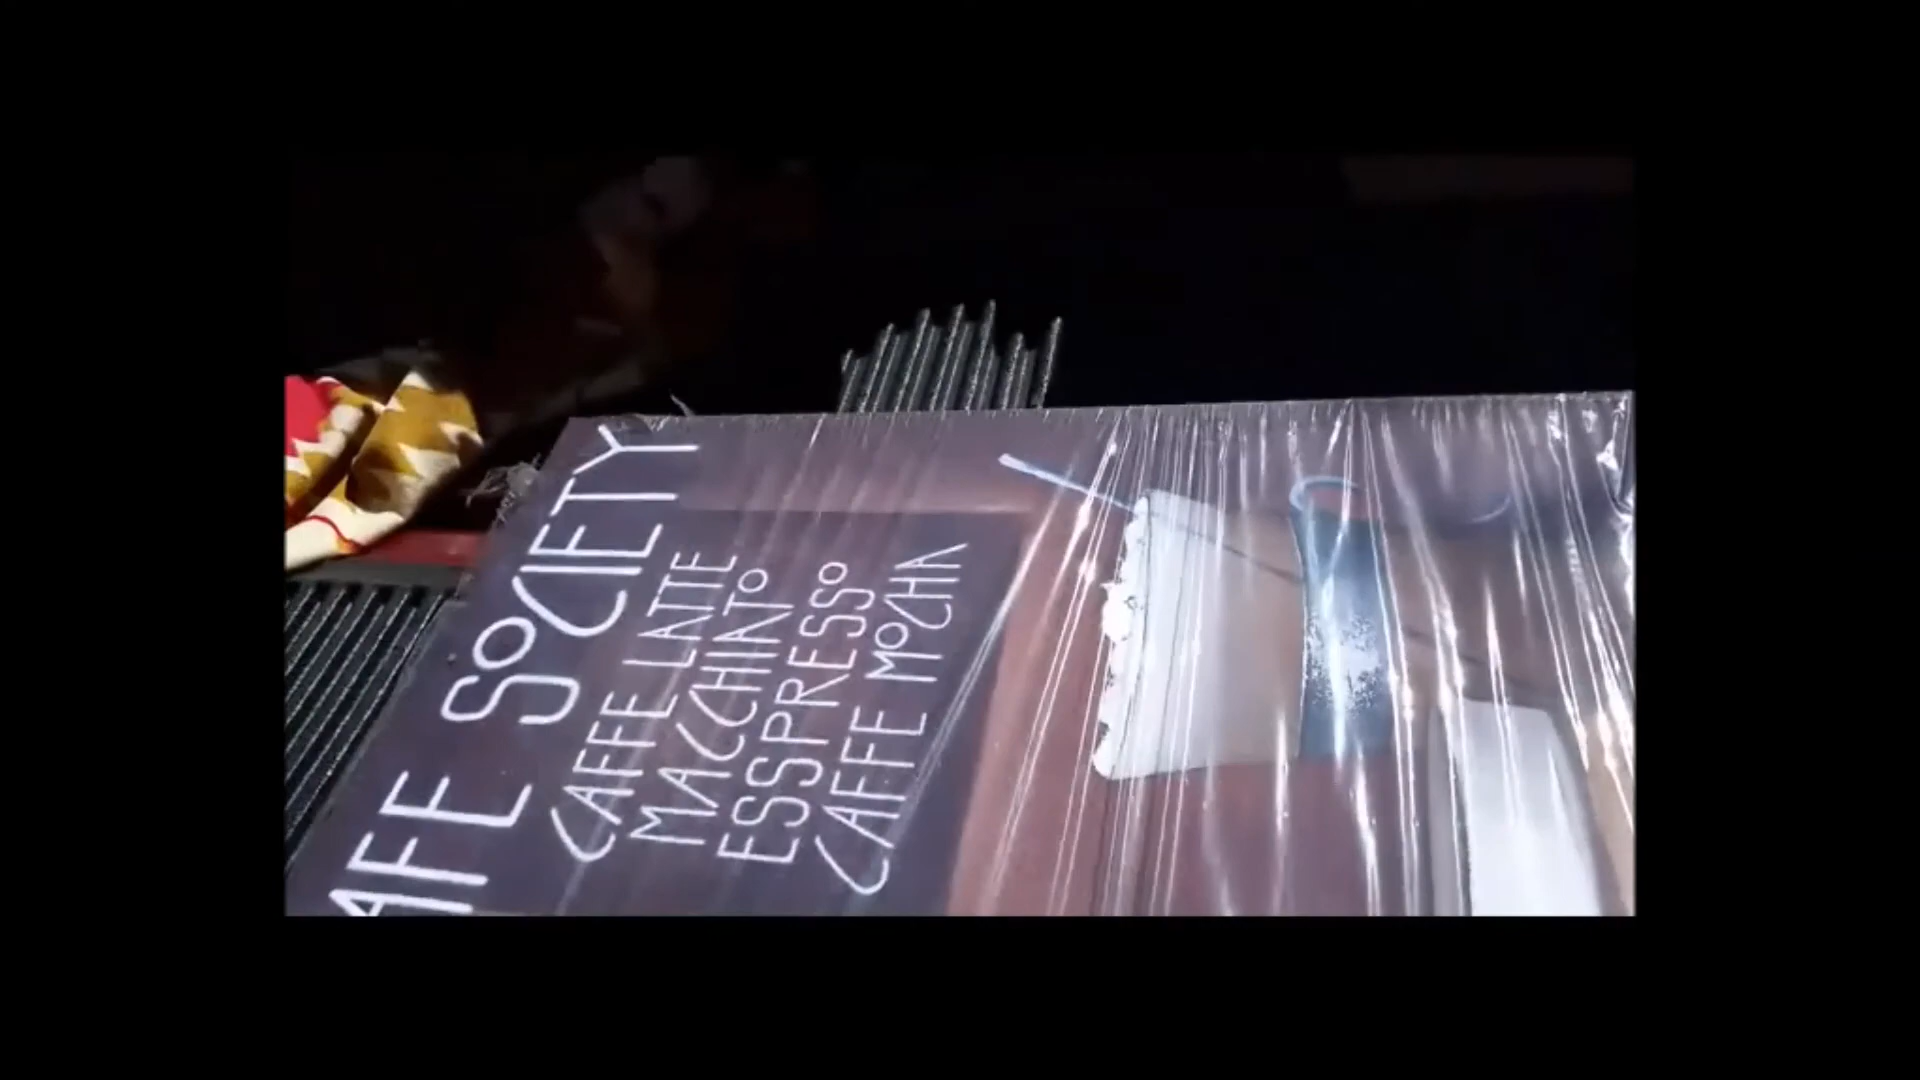 AFE SOCIETY
CAFFE LATTE
MACCHIATO
ESSPRESSO
CAFFE MOCHA